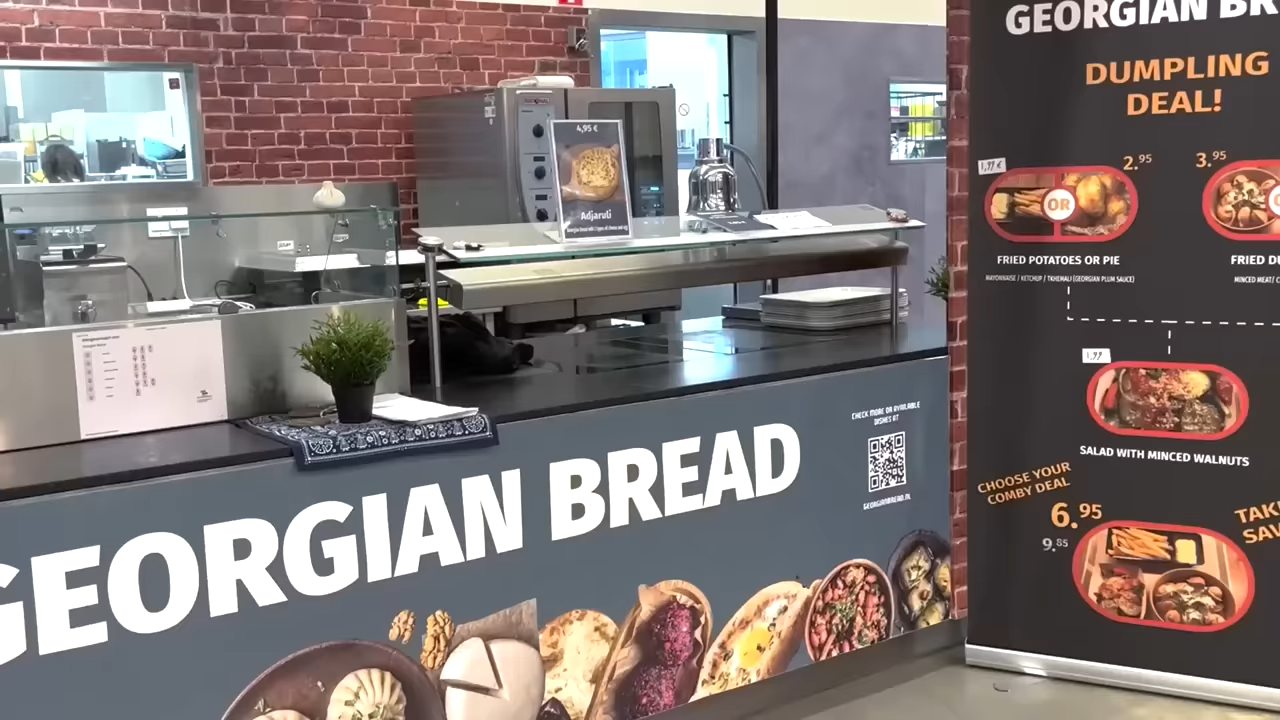 4,95 €
Adjaruli
GEORGIAN BREAD
CHECK MORE OR AVAILABLE
DISHES AT
GEORGIANBREAD.NL
GEORGIAN BR
DUMPLING
DEAL!
1,99 €
2.95
3.95
OR
FRIED POTATOES OR PIE
MAYONNAISE / KETCHUP / TKHEMALI (GEORGIAN PLUM SAUCE)
FRIED DU
MINCED MEAT/
1,99
SALAD WITH MINCED WALNUTS
CHOOSE YOUR
COMBY DEAL
6.95
9.85
TAK
SAV